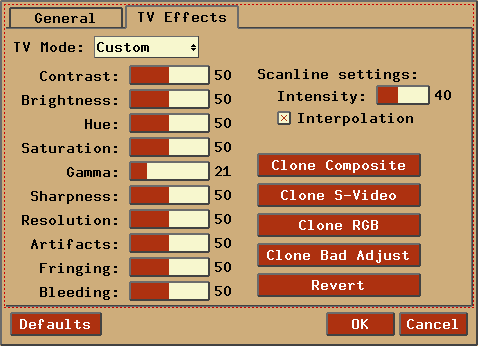 General TV Effects
TV Mode: Custom
Contrast: 50
Brightness: 50
Hue: 50
Saturation: 50
Gamma: 21
Sharpness: 50
Resolution: 50
Artifacts: 50
Fringing: 50
Bleeding: 50
Scanline settings:
Intensity: 40
Interpolation
Clone Composite
Clone S-Video
Clone RGB
Clone Bad Adjust
Revert
Defaults OK Cancel